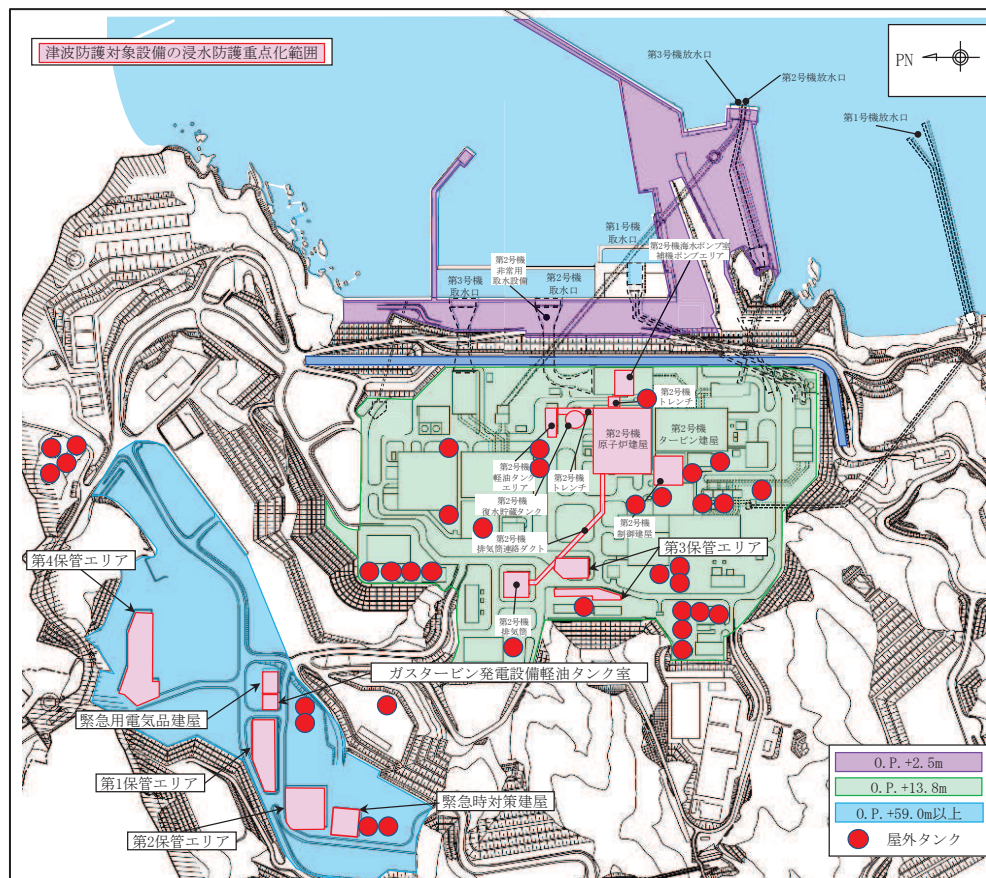 津波防護対象設備の浸水防護重点化範囲
PN
第3号機放水口
第2号機放水口
第1号機放水口
第1号機
取水口
第2号機海水ポンプ室
補機ポンプエリア
第2号機
非常用
取水設備
第2号機
取水口
第3号機
取水口
第2号機
トレンチ
第2号機
原子炉建屋
第2号機
タービン建屋
第2号機
軽油タンク
エリア
第2号機
トレンチ
第2号機
復水貯蔵タンク
第2号機
制御建屋
第2号機
排気筒連絡ダクト
第3保管エリア
第4保管エリア
第2号機
排気筒
ガスタービン発電設備軽油タンク室
緊急用電気品建屋
第1保管エリア
緊急時対策建屋
第2保管エリア
O.P.+2.5m
O.P.+13.8m
O.P.+59.0m以上
屋外タンク